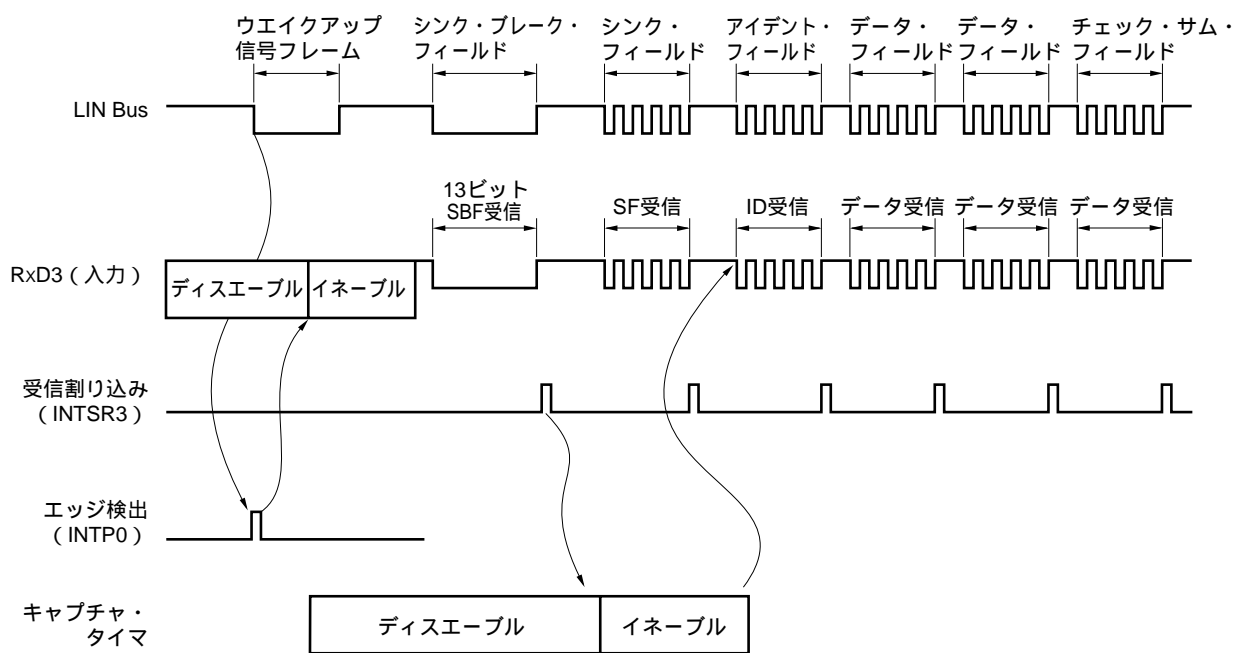 ウエイクアップ
信号フレーム
シンク・ブレーク・
フィールド
シンク・
フィールド
アイデント・
フィールド
データ・
フィールド
データ・
フィールド
チェック・サム・
フィールド
LIN Bus
13ビット
SBF受信
SF受信
ID受信
データ受信
データ受信
データ受信
RxD3（入力）
ディスエーブル
イネーブル
受信割り込み
（INTSR3）
エッジ検出
（INTP0）
キャプチャ・
タイマ
ディスエーブル
イネーブル